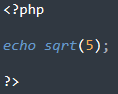 <?php
echo sqrt(5);
?>